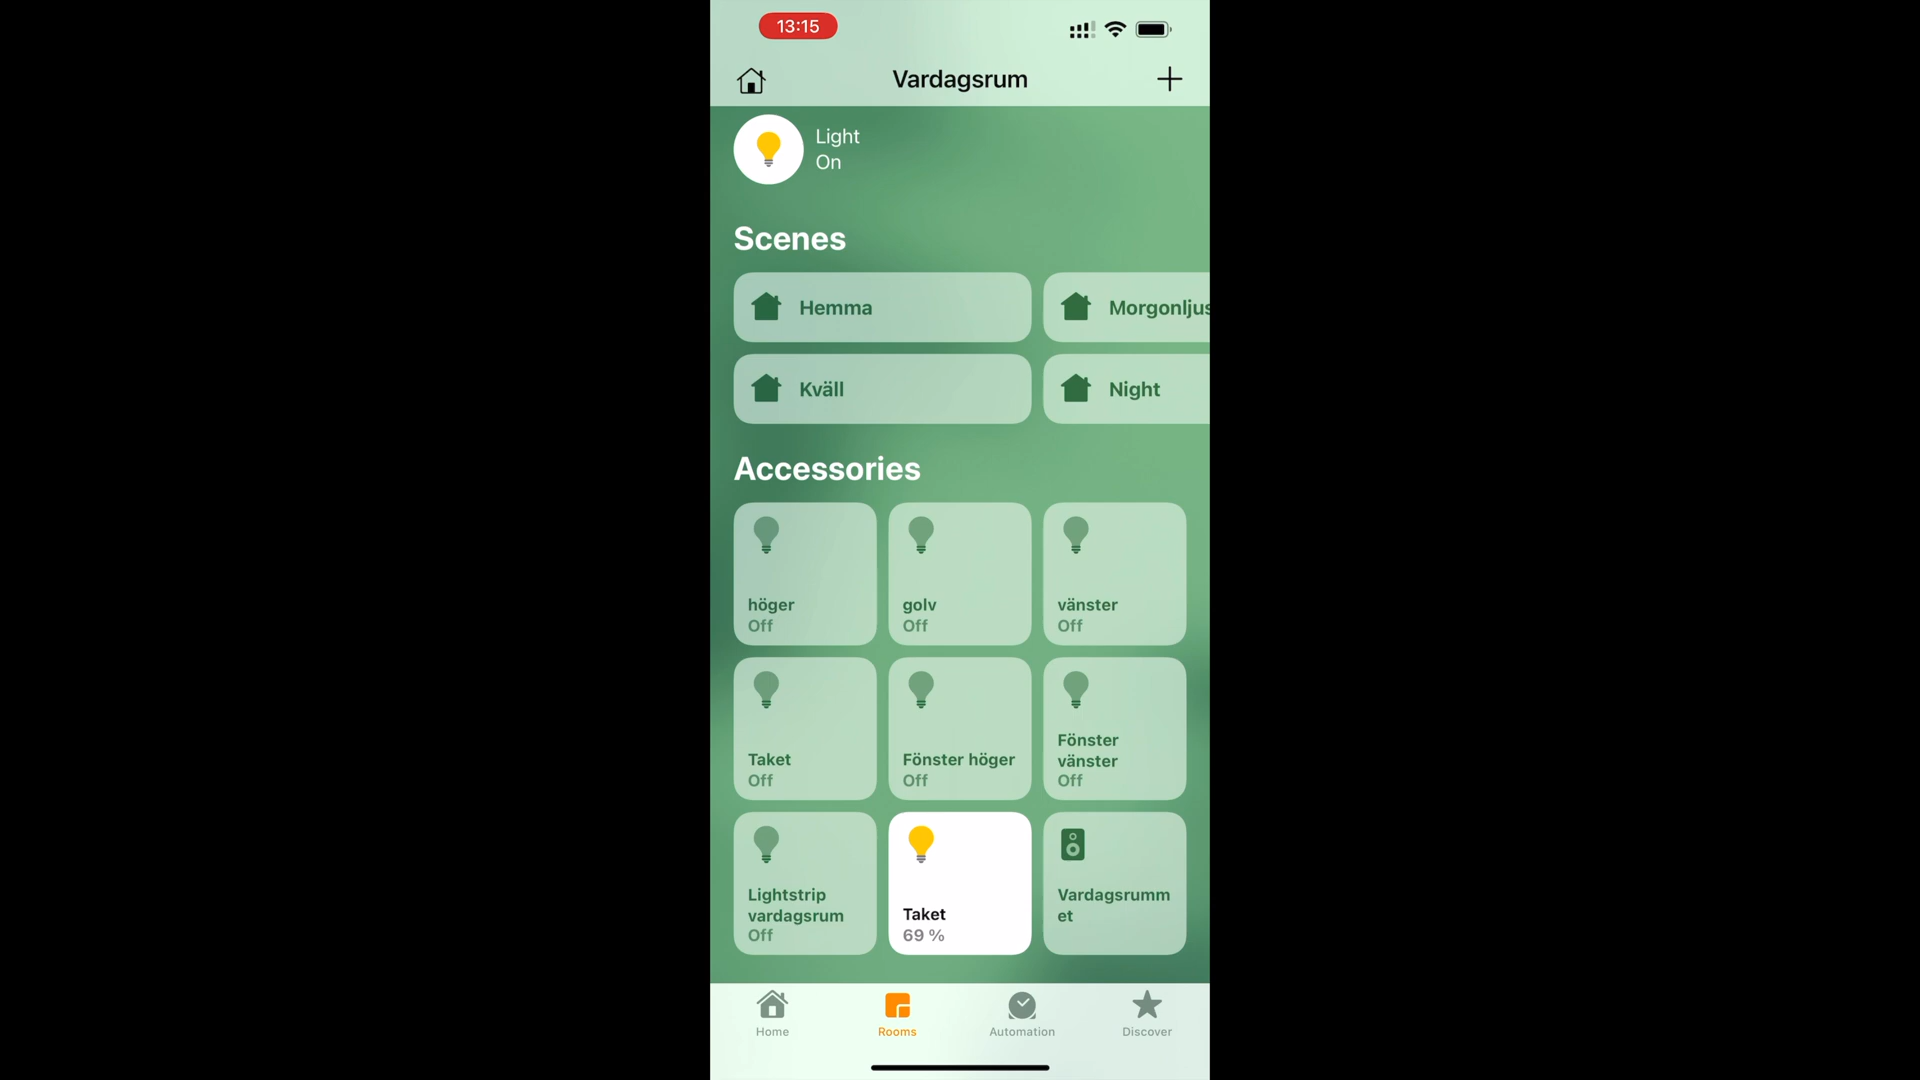 13:15
Vardagsrum
Light
On
Scenes
Hemma
Morgonljus
Kväll
Night
Accessories
höger
Off
golv
Off
vänster
Off
Taket
Off
Fönster höger
Off
Fönster
vänster
Off
Lightstrip
vardagsrum
Off
Taket
69 %
Vardagsrumm
et
Home
Rooms
Automation
Discover